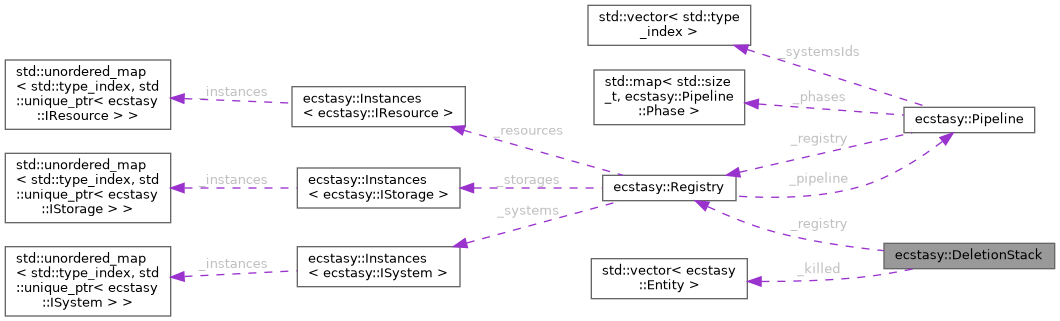 std::unordered_map
< std::type_index, std
::unique_ptr< ecstasy
::IResource > >
_instances
ecstasy::Instances
< ecstasy::IResource >
_resources
std::unordered_map
< std::type_index, std
::unique_ptr< ecstasy
::IStorage > >
_instances
ecstasy::Instances
< ecstasy::IStorage >
_storages
std::unordered_map
< std::type_index, std
::unique_ptr< ecstasy
::ISystem > >
_instances
ecstasy::Instances
< ecstasy::ISystem >
_systems
ecstasy::Registry
std::vector< std::type
_index >
_systemsIds
std::map< std::size
_t, ecstasy::Pipeline
::Phase >
_phases
ecstasy::Pipeline
_registry
_pipeline
_registry
ecstasy::DeletionStack
std::vector< ecstasy
::Entity >
_killed